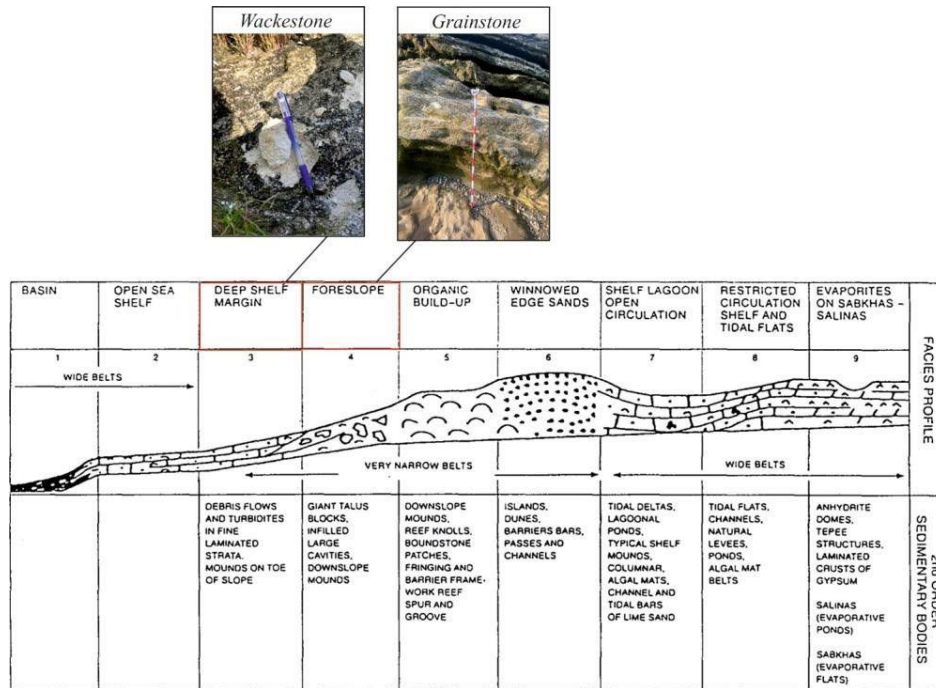 Wackestone
Grainstone
BASIN
OPEN SEA
SHELF
DEEP SHELF
MARGIN
FORESLOPE
ORGANIC
BUILD-UP
WINNOWED
EDGE SANDS
SHELF LAGOON
OPEN
CIRCULATION
RESTRICTED
CIRCULATION
SHELF AND
TIDAL FLATS
EVAPORITES
ON SABKHAS -
SALINAS
1
2
3
4
5
6
7
8
9
WIDE BELTS
VERY NARROW BELTS
WIDE BELTS
FACIES PROFILE
DEBRIS FLOWS
AND TURBIDITES
IN FINE
LAMINATED
STRATA.
MOUNDS ON TOE
OF SLOPE
GIANT TALUS
BLOCKS,
INFILLED
LARGE
CAVITIES,
DOWNSLOPE
MOUNDS
DOWNSLOPE
MOUNDS,
REEF KNOLLS,
BOUNDSTONE
PATCHES,
FRINGING AND
BARRIER FRAME-
WORK REEF
SPUR AND
GROOVE
ISLANDS,
DUNES,
BARRIERS BARS,
PASSES AND
CHANNELS
TIDAL DELTAS,
LAGOONAL
PONDS,
TYPICAL SHELF
MOUNDS,
COLUMNAR,
ALGAL MATS,
CHANNEL AND
TIDAL BARS
OF LIME SAND
TIDAL FLATS,
CHANNELS,
NATURAL
LEVEES,
PONDS,
ALGAL MAT
BELTS
ANHYDRITE
DOMES,
TEPEE
STRUCTURES,
LAMINATED
CRUSTS OF
GYPSUM
SALINAS
(EVAPORATIVE
PONDS)
SABKHAS
(EVAPORATIVE
FLATS)
2ND ORDER
SEDIMENTARY BODIES